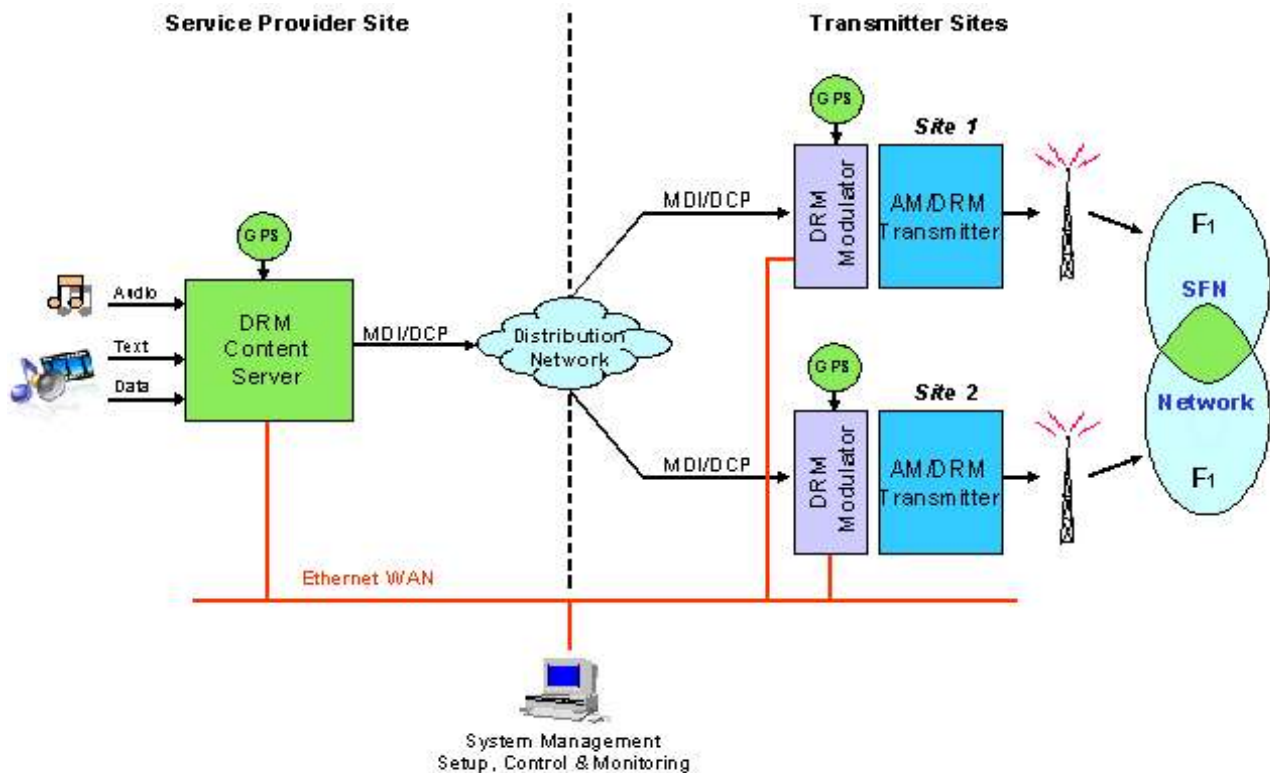 Service Provider Site
Transmitter Sites
GPS
Site 1
MDI/DCP
DRM
Modulator
AM/DRM
Transmitter
F1
SFN
GPS
Audio
Text
Data
DRM
Content
Server
MDI/DCP
Distribution
Network
GPS
Site 2
MDI/DCP
DRM
Modulator
AM/DRM
Transmitter
Network
F1
Ethernet WAN
System Management
Setup, Control & Monitoring